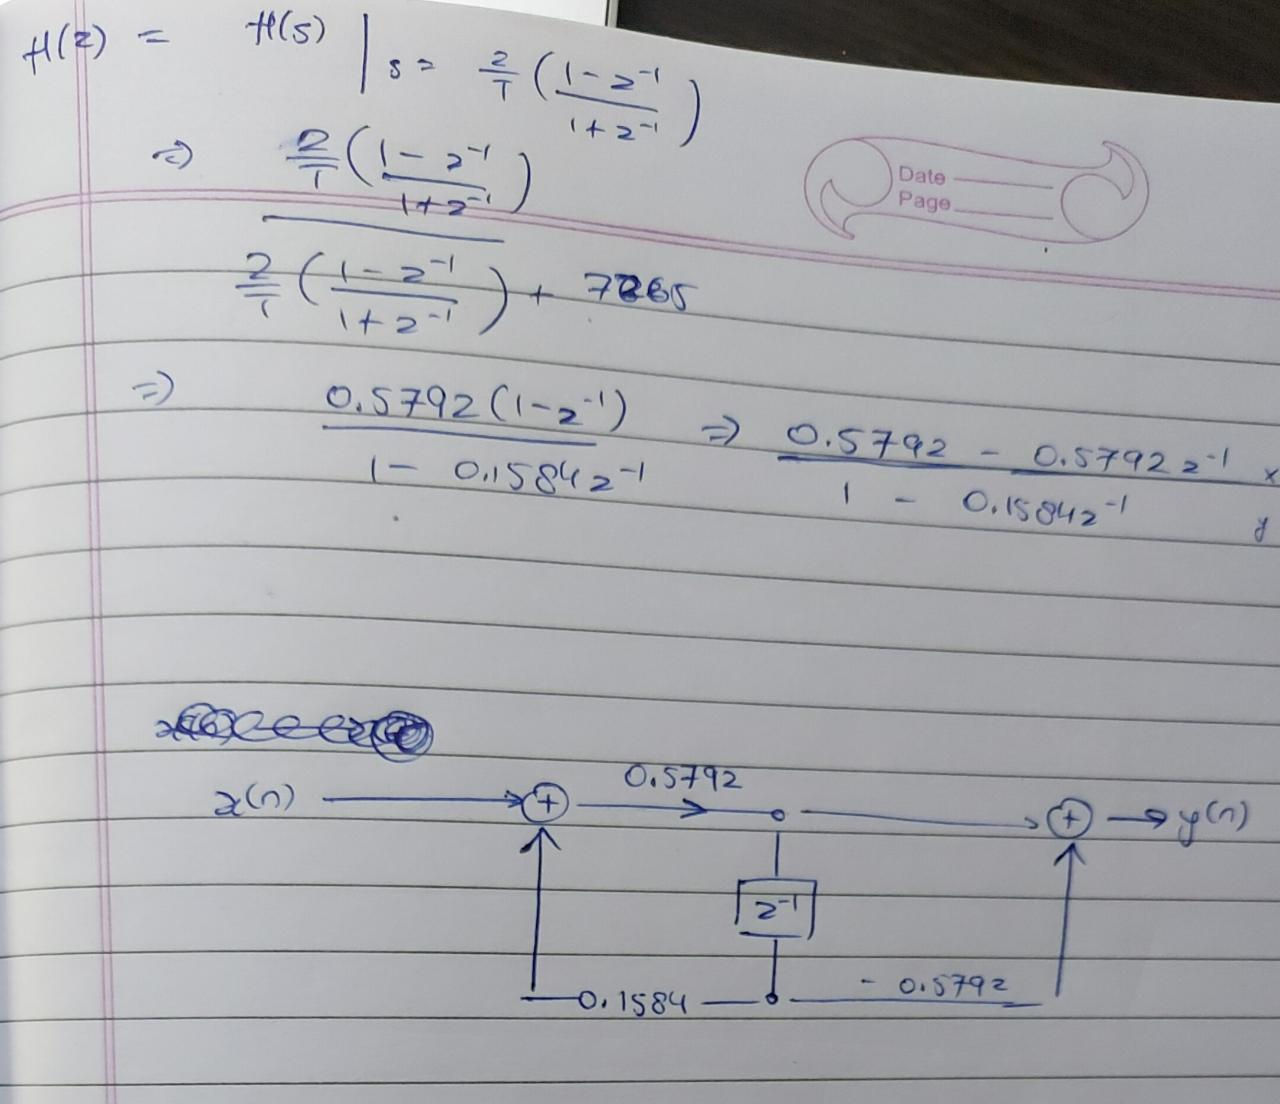 H(z) = H(s) | s = 2/T ( (1 - z⁻¹) / (1 + z⁻¹) )
Date
Page
⇒ 2/T ( (1 - z⁻¹) / (1 + z⁻¹) )
2/T ( (1 - z⁻¹) / (1 + z⁻¹) ) + 7265
⇒ 0.5792 (1 - z⁻¹) / 1 - 0.1584 z⁻¹ ⇒ 0.5792 - 0.5792 z⁻¹ / 1 - 0.1584 z⁻¹ x / y
x(n) + 0.5792 + y(n)
z⁻¹
0.1584 - 0.5792